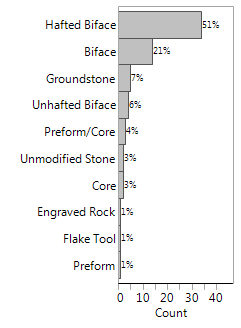 Hafted Biface 51%
Biface 21%
Groundstone 7%
Unhafted Biface 6%
Preform/Core 4%
Unmodified Stone 3%
Core 3%
Engraved Rock 1%
Flake Tool 1%
Preform 1%
0 10 20 30 40
Count